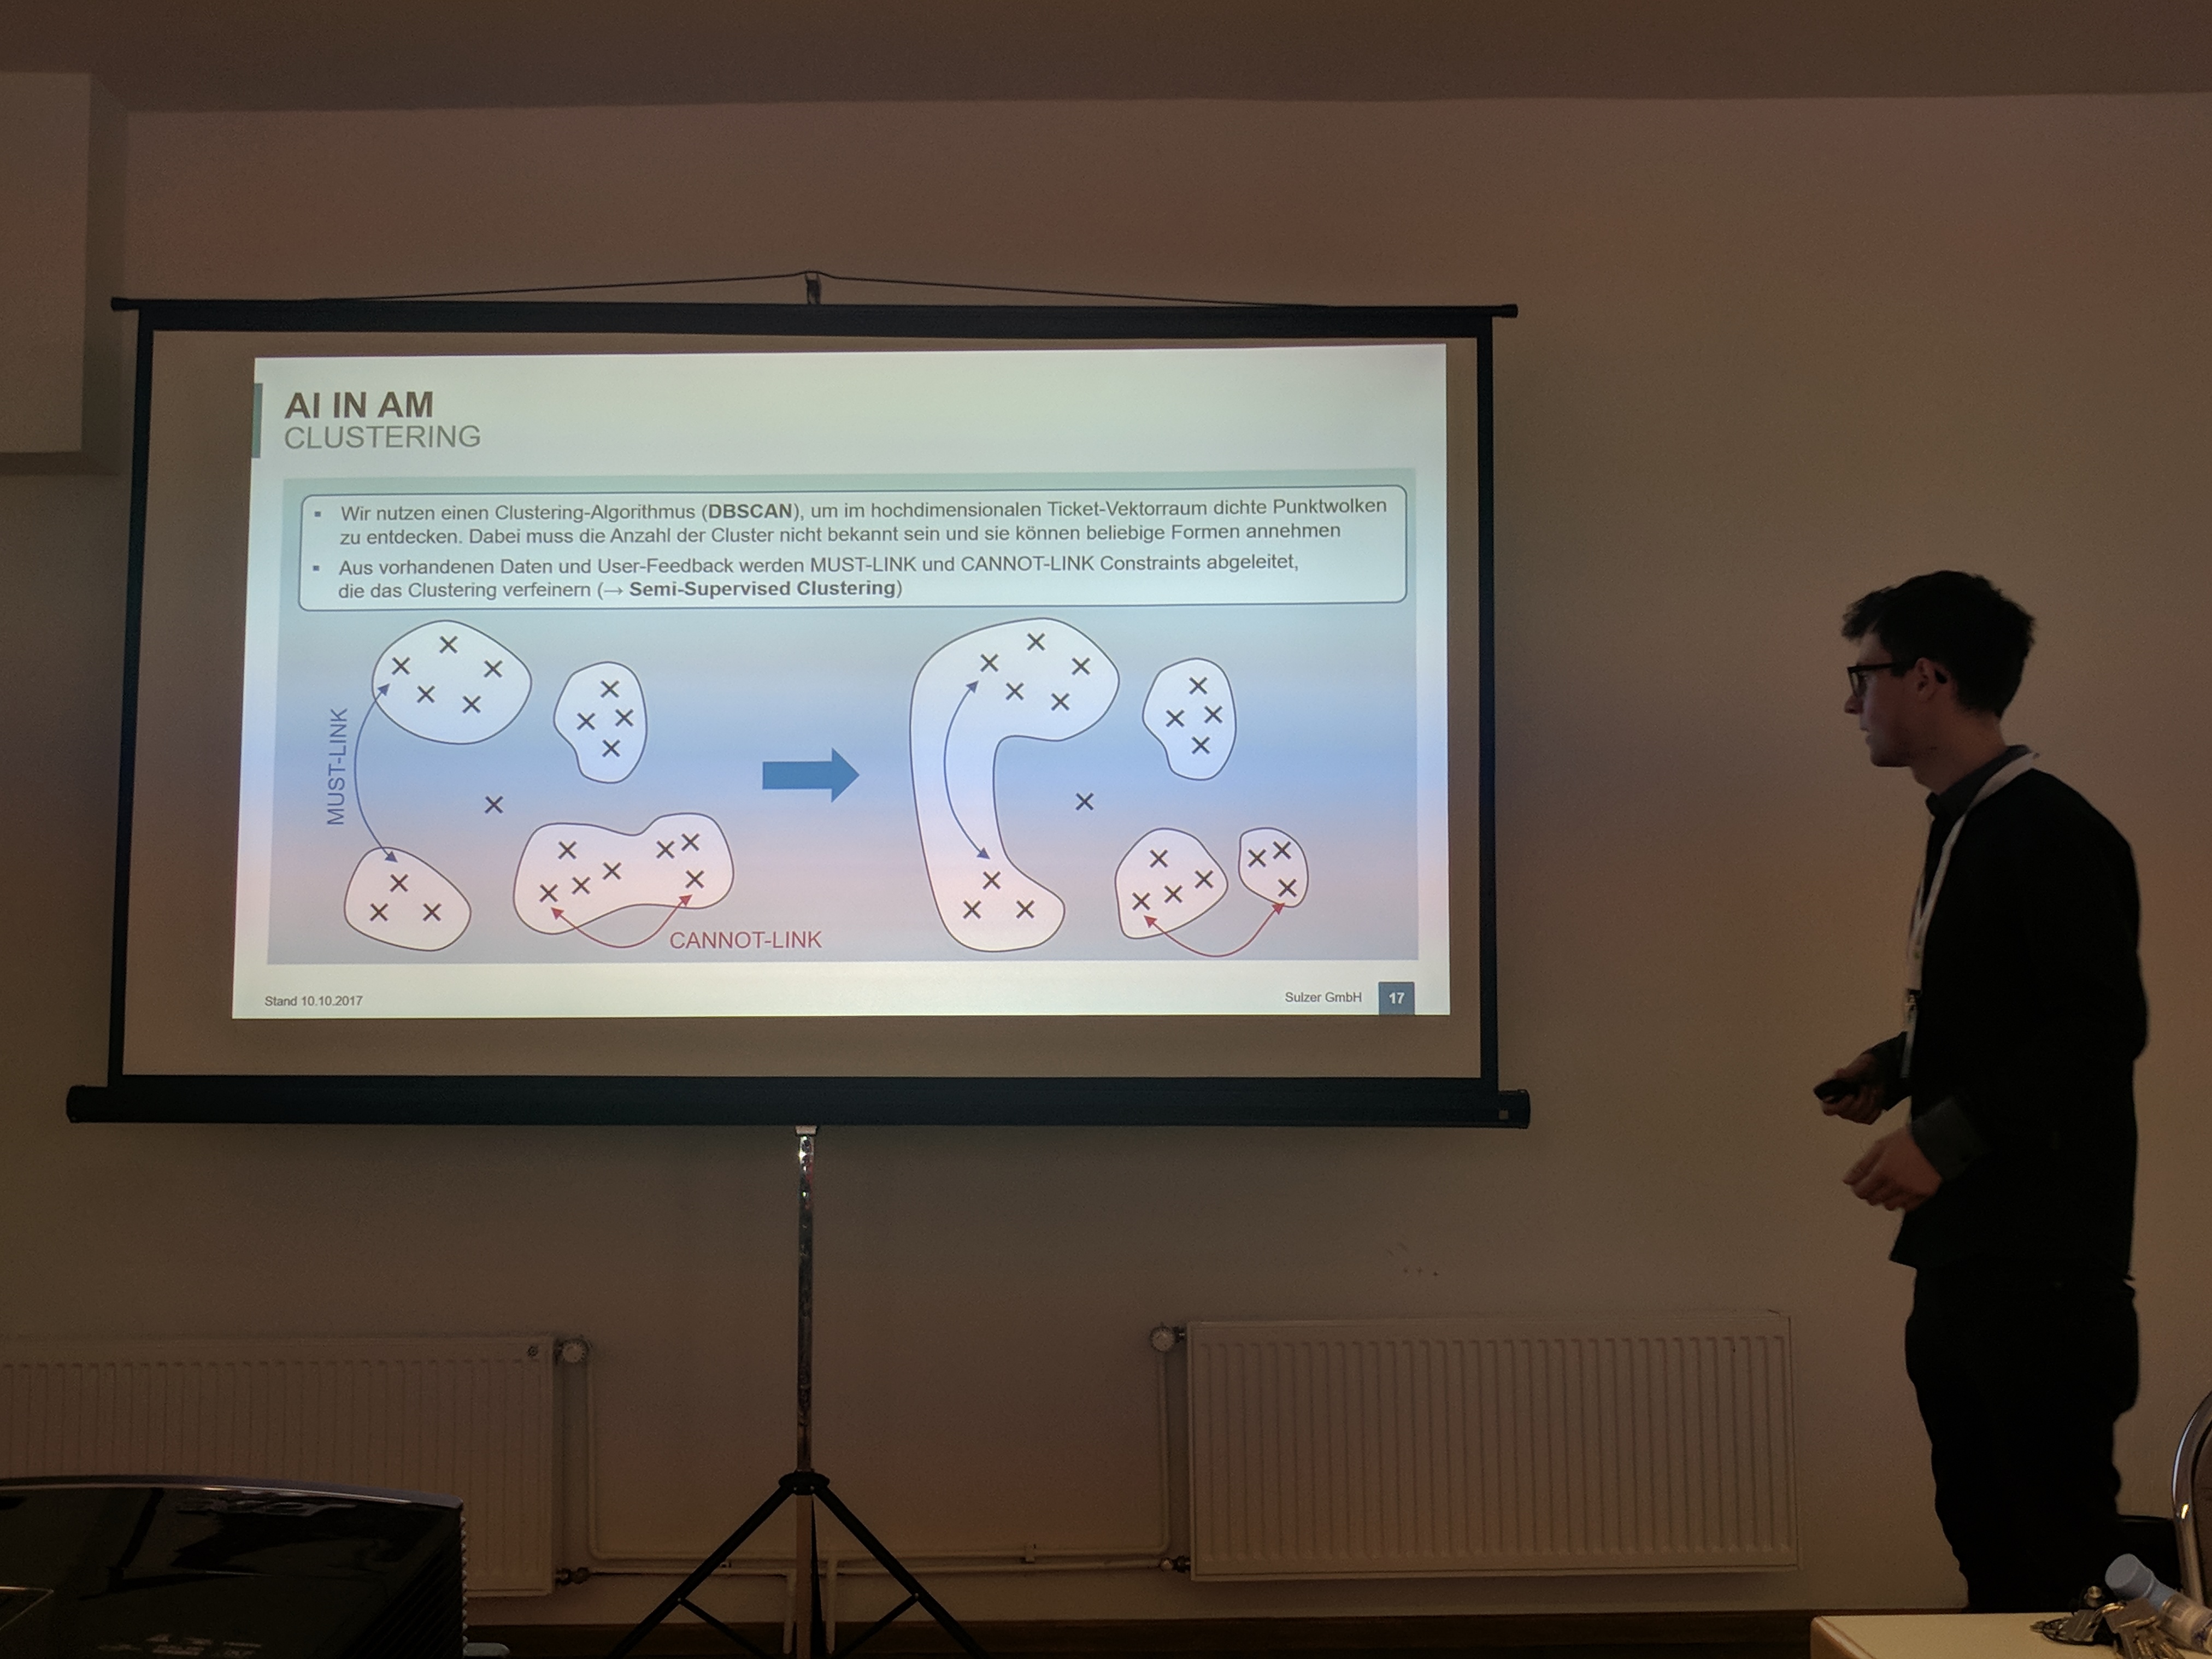 AI IN AM
CLUSTERING
▪ Wir nutzen einen Clustering-Algorithmus (DBSCAN), um im hochdimensionalen Ticket-Vektorraum dichte Punktwolken
zu entdecken. Dabei muss die Anzahl der Cluster nicht bekannt sein und sie können beliebige Formen annehmen
▪ Aus vorhandenen Daten und User-Feedback werden MUST-LINK und CANNOT-LINK Constraints abgeleitet,
die das Clustering verfeinern (→ Semi-Supervised Clustering)
MUST-LINK
CANNOT-LINK
Stand 10.10.2017
Sulzer GmbH 17